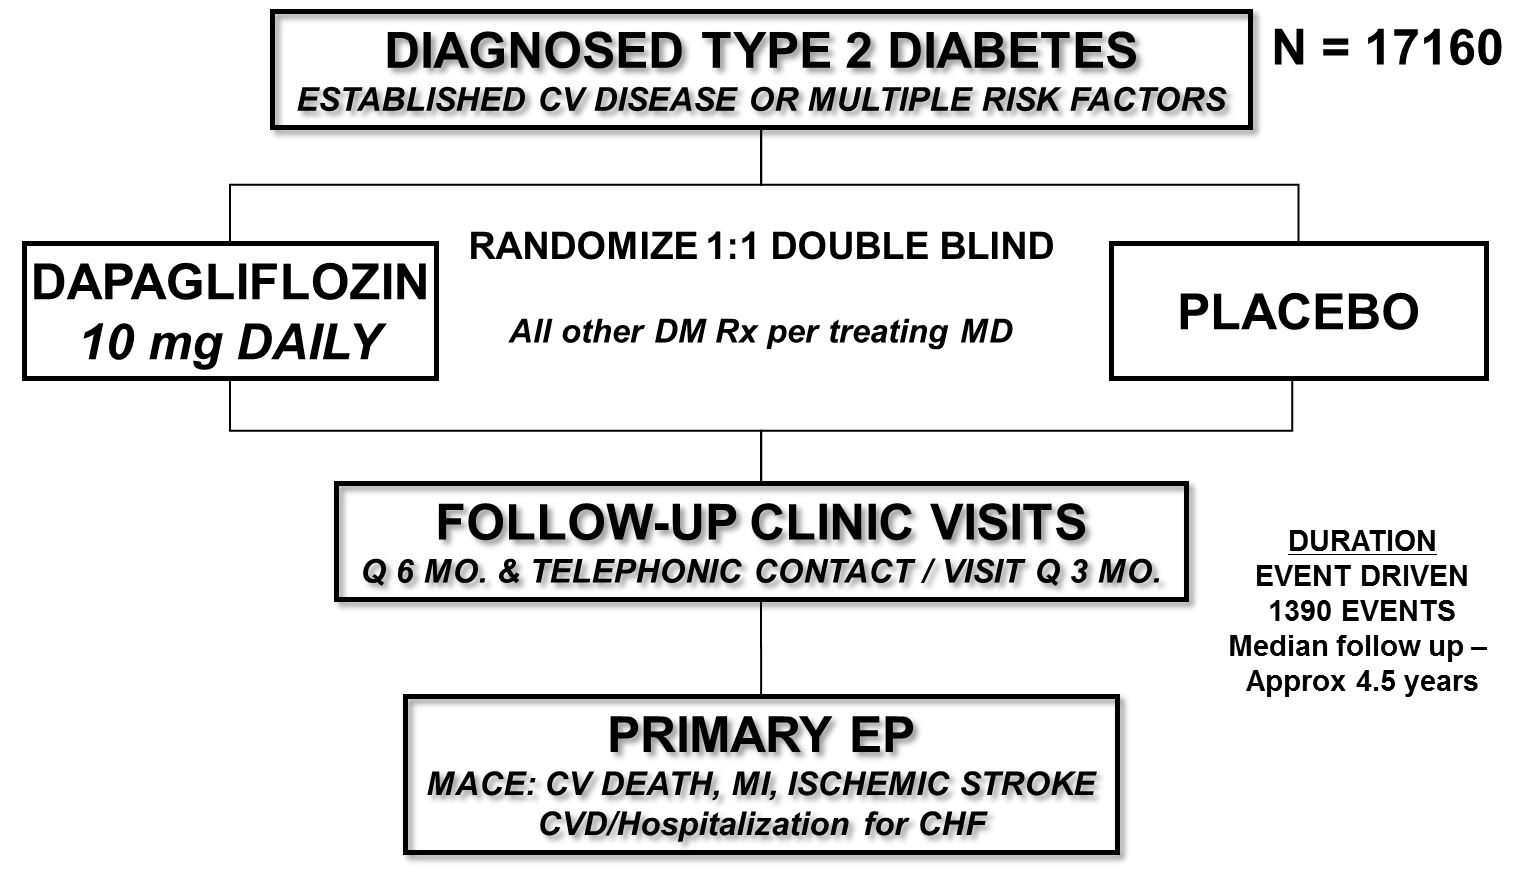 DIAGNOSED TYPE 2 DIABETES
ESTABLISHED CV DISEASE OR MULTIPLE RISK FACTORS
N = 17160
RANDOMIZE 1:1 DOUBLE BLIND
All other DM Rx per treating MD
DAPAGLIFLOZIN
10 mg DAILY
PLACEBO
FOLLOW-UP CLINIC VISITS
Q 6 MO. & TELEPHONIC CONTACT / VISIT Q 3 MO.
DURATION
EVENT DRIVEN
1390 EVENTS
Median follow up –
Approx 4.5 years
PRIMARY EP
MACE: CV DEATH, MI, ISCHEMIC STROKE
CVD/Hospitalization for CHF